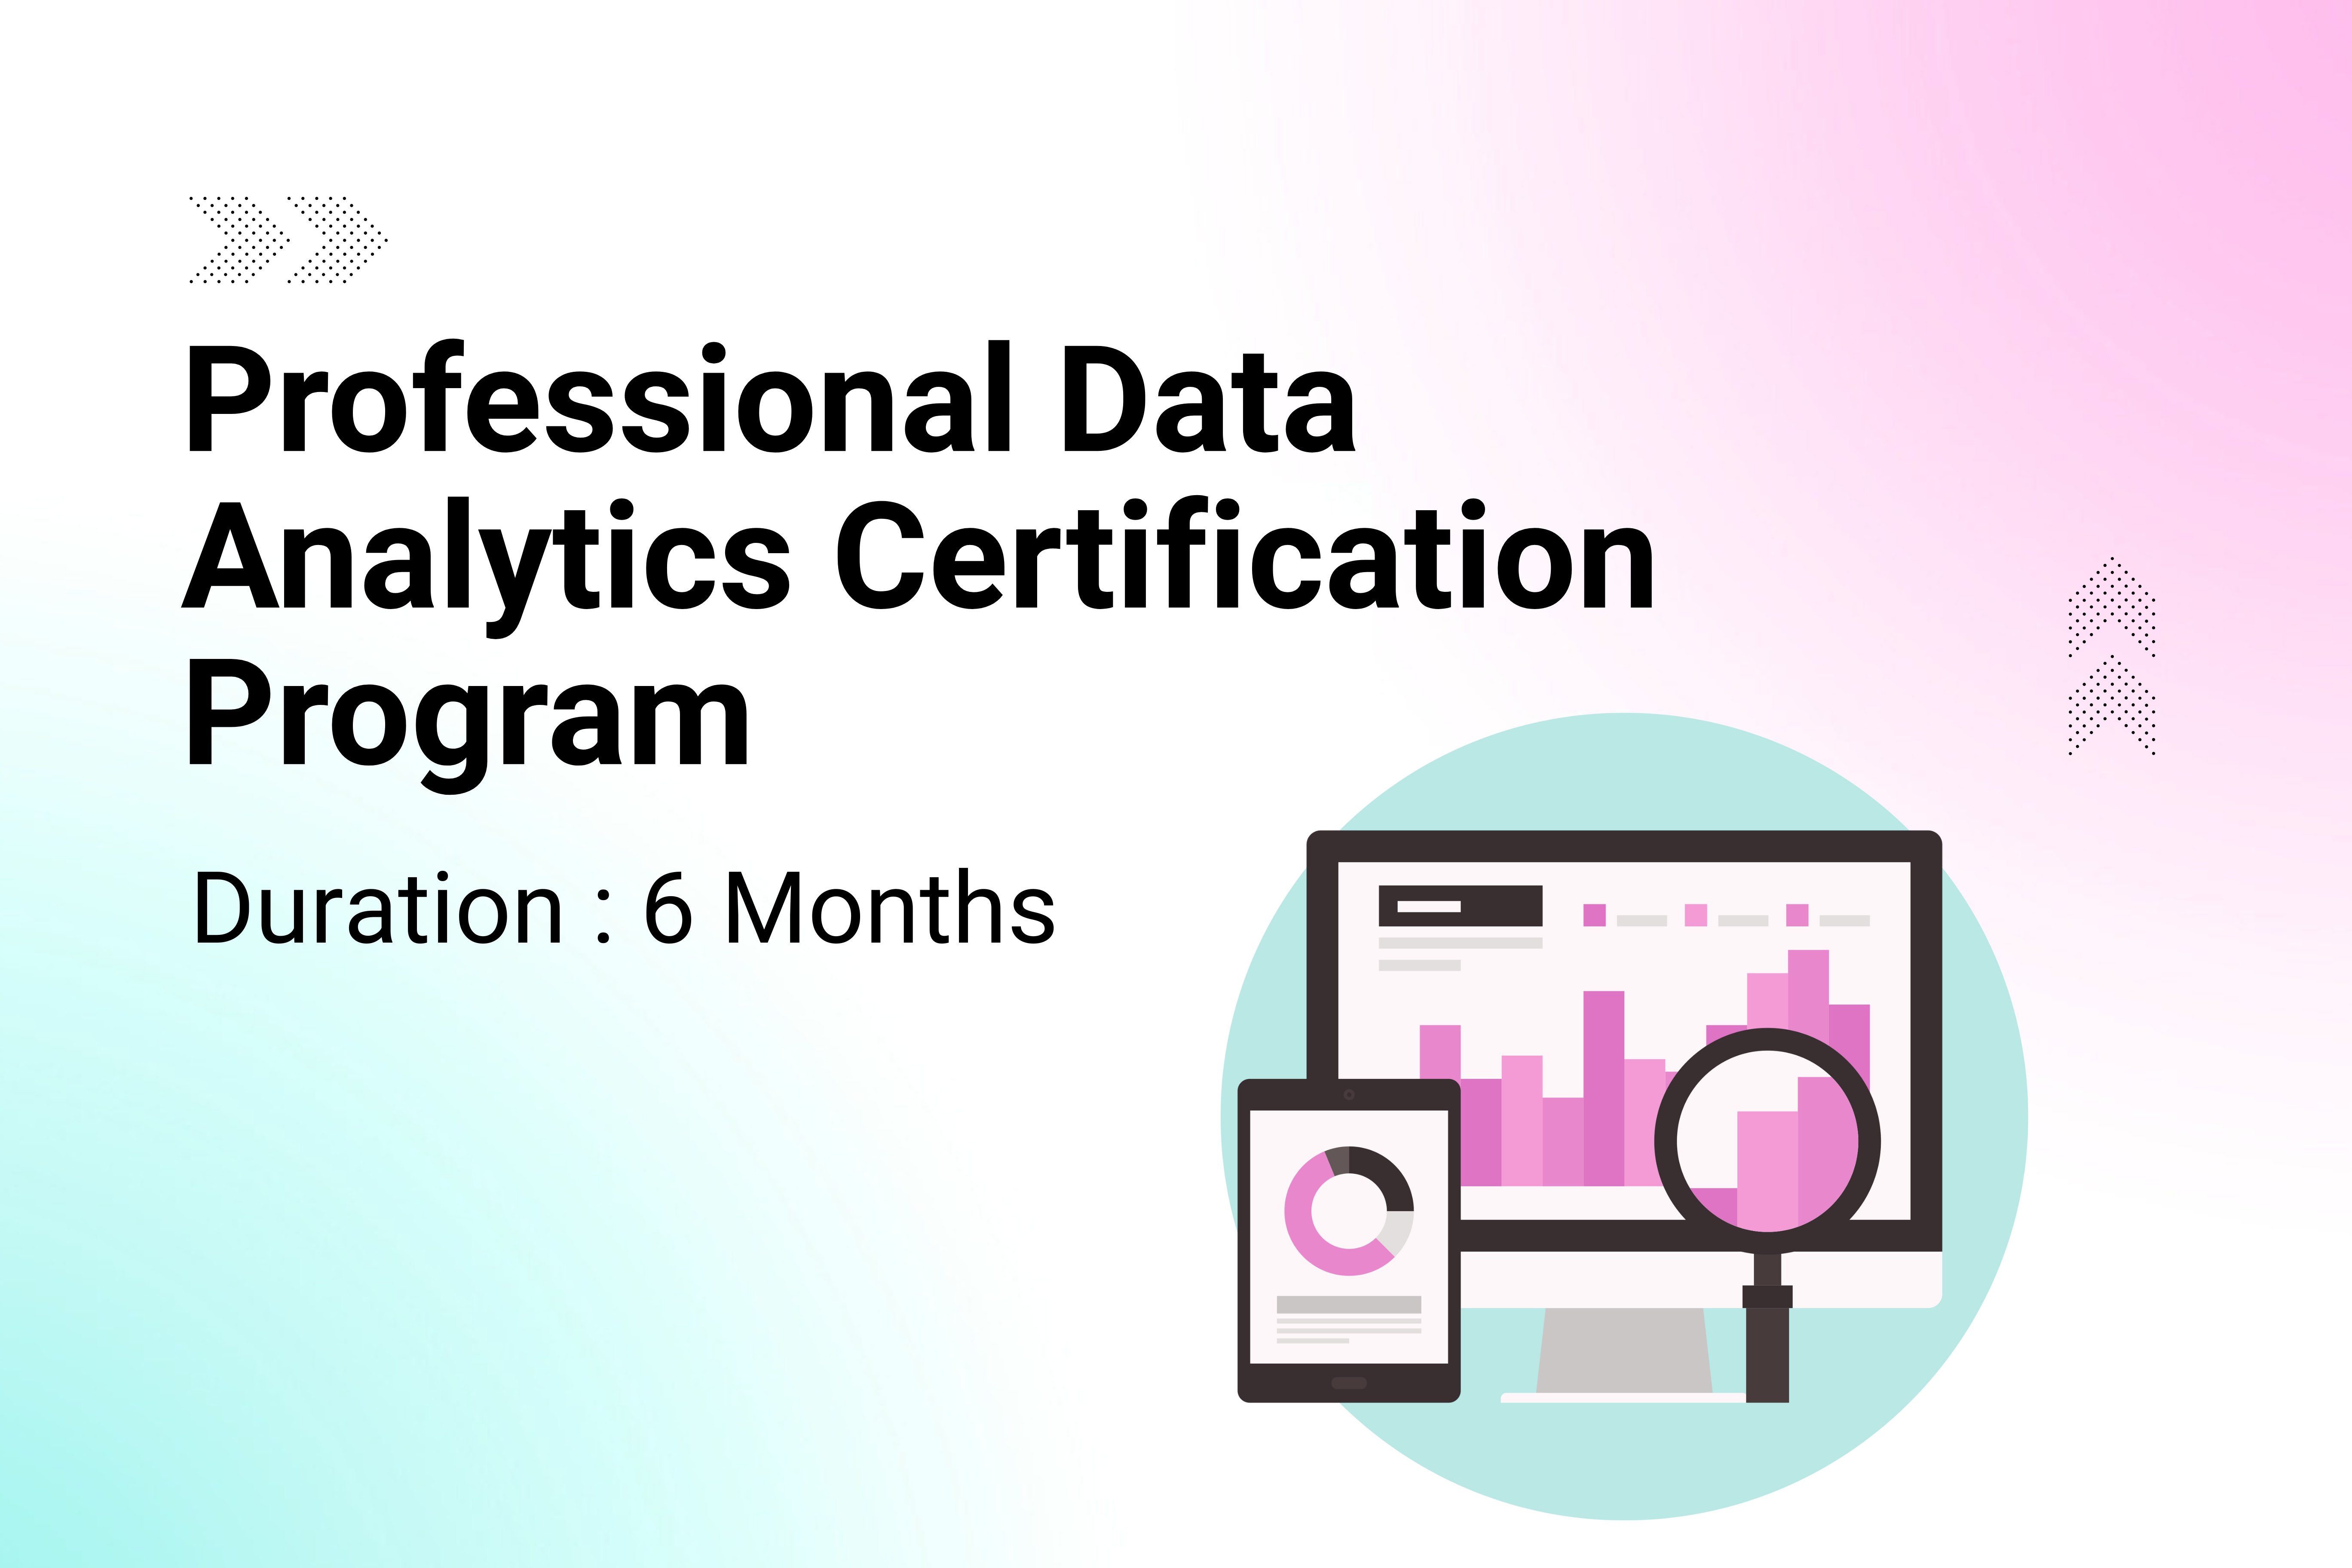 Professional Data
Analytics Certification
Program
Duration : 6 Months